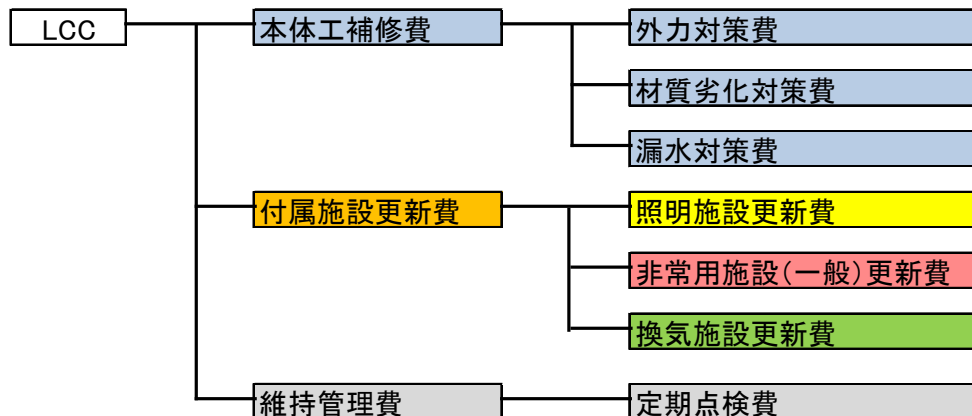 LCC
本体工補修費
外力対策費
材質劣化対策費
漏水対策費
付属施設更新費
照明施設更新費
非常用施設(一般)更新費
換気施設更新費
維持管理費
定期点検費